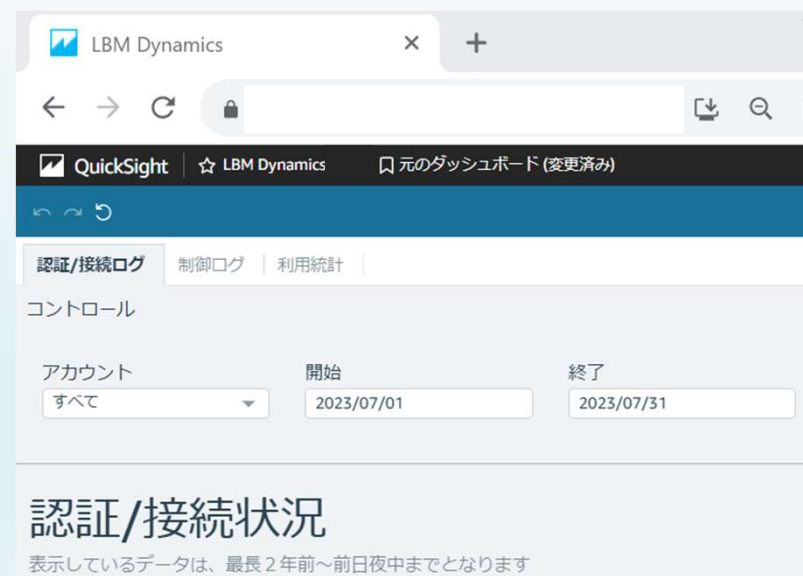 LBM Dynamics
QuickSight LBM Dynamics 元のダッシュボード (変更済み)
認証/接続ログ 制御ログ 利用統計
コントロール
アカウント 開始 終了
すべて 2023/07/01 2023/07/31
認証/接続状況
表示しているデータは、最長2年前～前日夜中までとなります